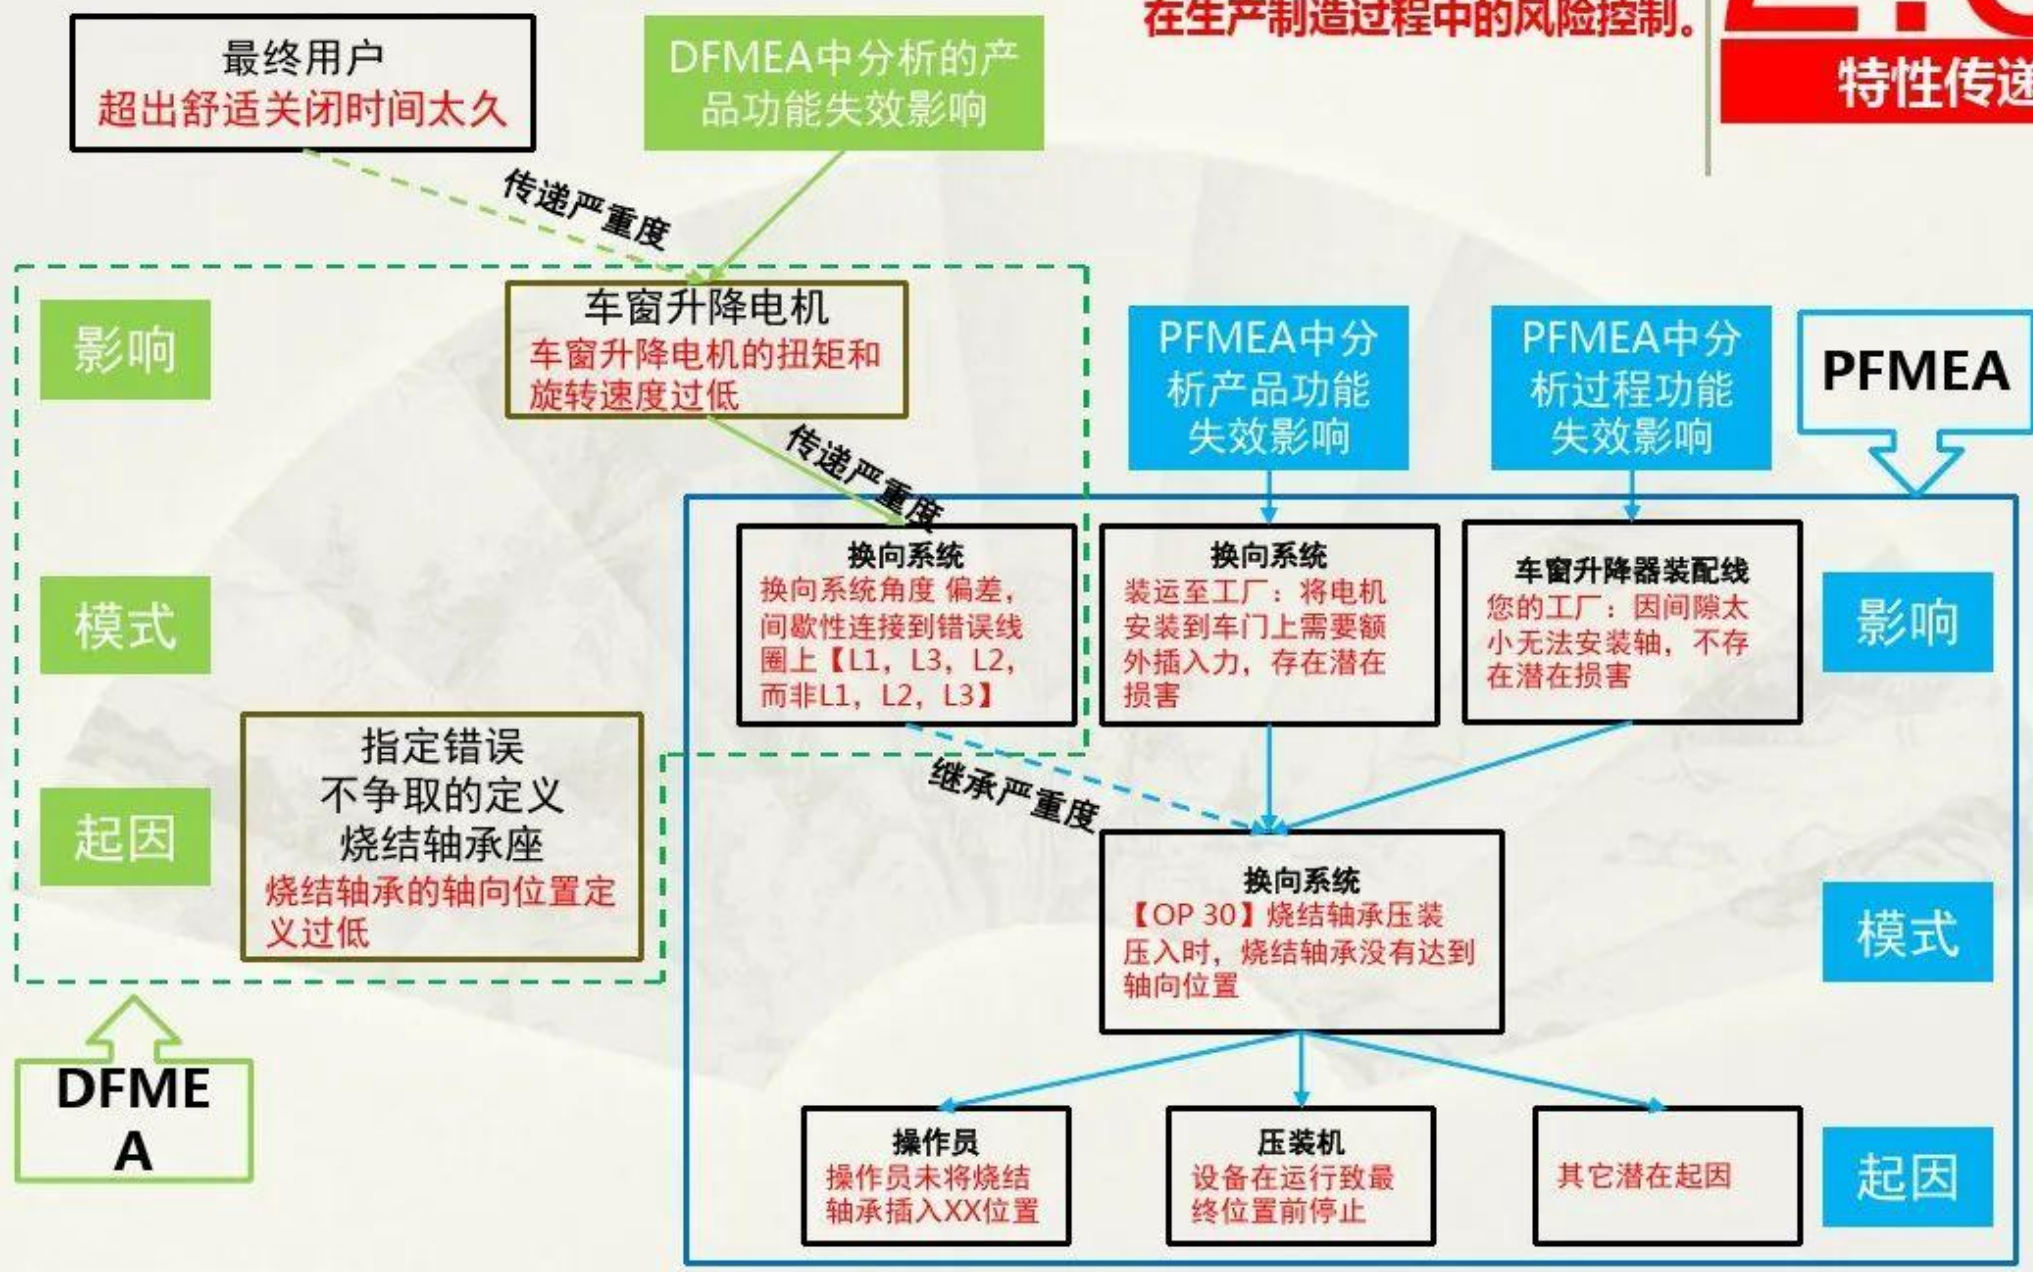 在生产制造过程中的风险控制。
特性传递
最终用户
超出舒适关闭时间太久
DFMEA中分析的产
品功能失效影响
传递严重度
影响
车窗升降电机
车窗升降电机的扭矩和
旋转速度过低
PFMEA中分
析产品功能
失效影响
PFMEA中分
析过程功能
失效影响
PFMEA
传递严重度
模式
换向系统
换向系统角度 偏差，
间歇性连接到错误线
圈上【L1，L3，L2，
而非L1，L2，L3】
换向系统
装运至工厂：将电机
安装到车门上需要额
外插入力，存在潜在
损害
车窗升降器装配线
您的工厂：因间隙太
小无法安装轴，不存
在潜在损害
影响
起因
指定错误
不争取的定义
烧结轴承座
烧结轴承的轴向位置定
义过低
继承严重度
换向系统
【OP 30】烧结轴承压装
压入时，烧结轴承没有达到
轴向位置
模式
DFME
A
操作员
操作员未将烧结
轴承插入XX位置
压装机
设备在运行致最
终位置前停止
其它潜在起因
起因